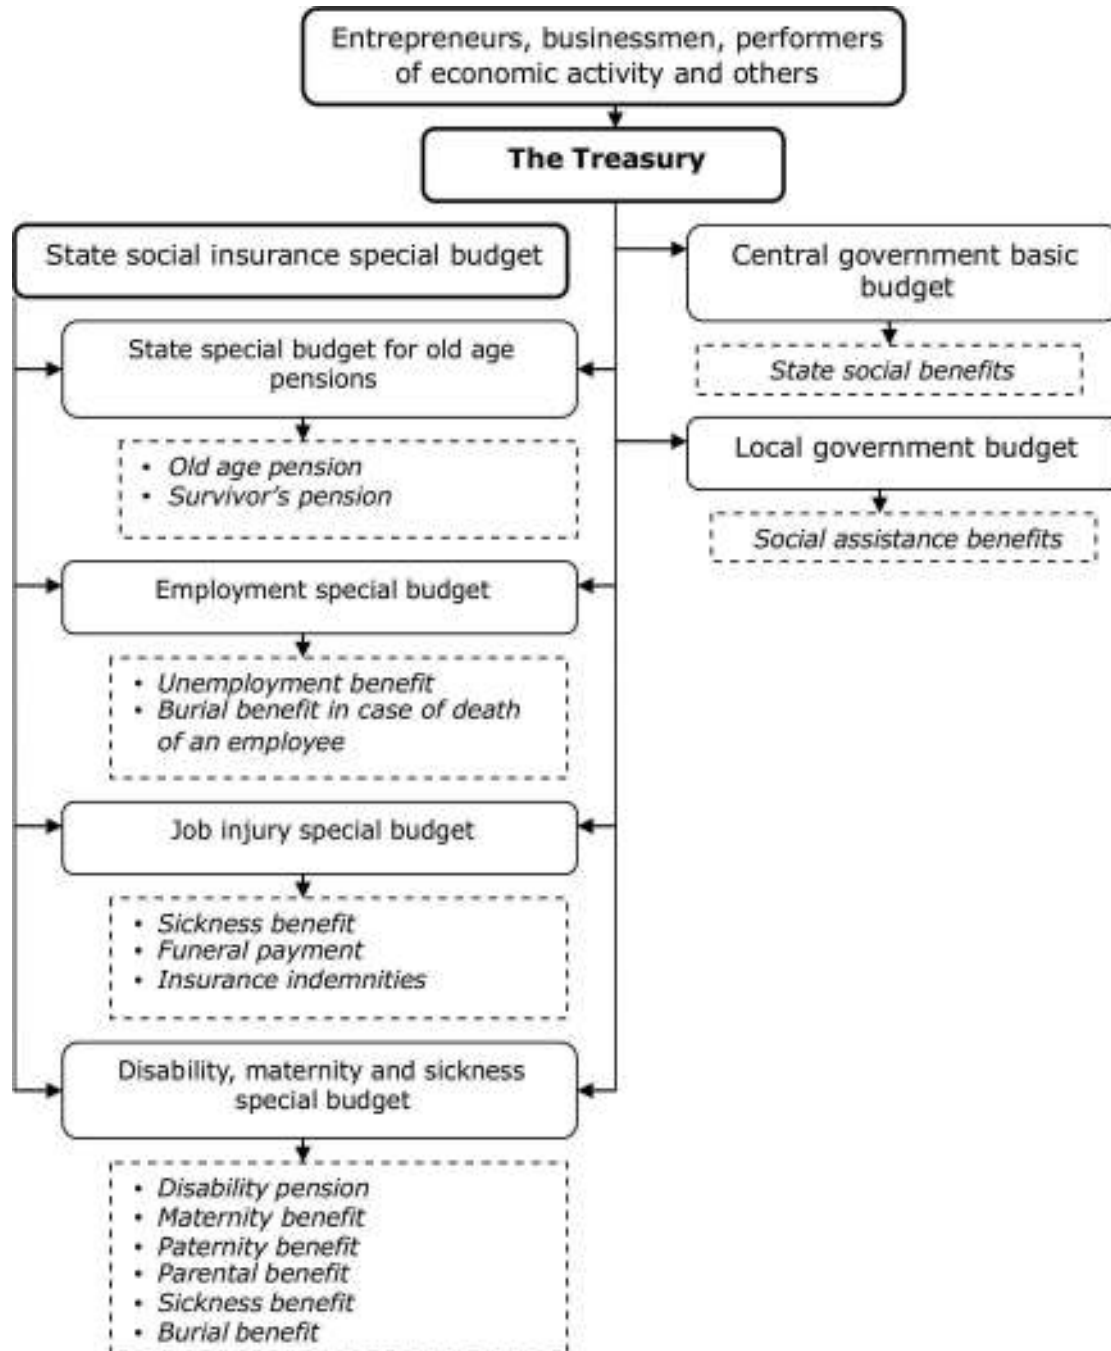 Entrepreneurs, businessmen, performers
of economic activity and others
The Treasury
State social insurance special budget
Central government basic
budget
State special budget for old age
pensions
State social benefits
Local government budget
• Old age pension
• Survivor's pension
Social assistance benefits
Employment special budget
• Unemployment benefit
• Burial benefit in case of death
of an employee
Job injury special budget
• Sickness benefit
• Funeral payment
• Insurance indemnities
Disability, maternity and sickness
special budget
• Disability pension
• Maternity benefit
• Paternity benefit
• Parental benefit
• Sickness benefit
• Burial benefit